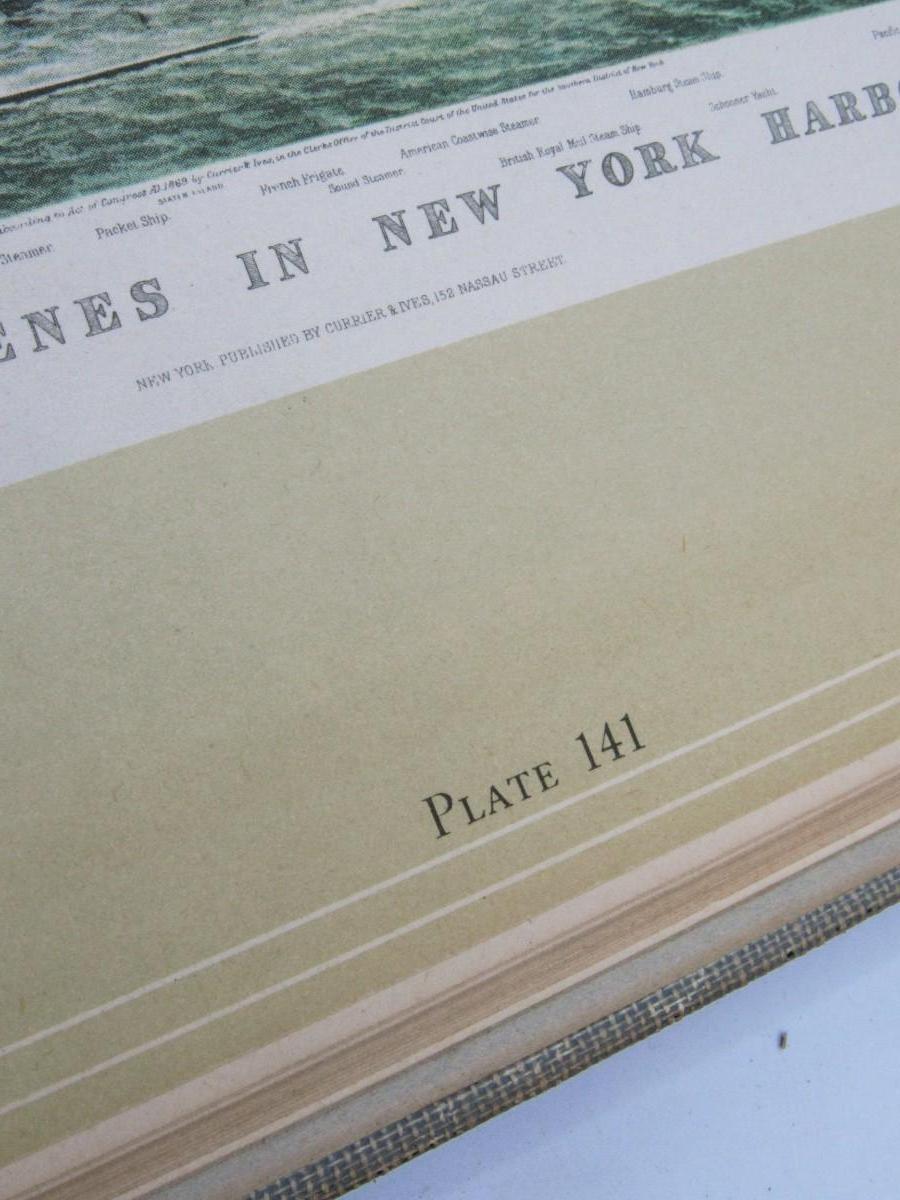 According to Act of Congress AD. 1869 by Currier & Ives, in the Clerks Office of the District Court of the United States for the Southern District of New York
STATEN ISLAND
Steamer. Packet Ship. French Frigate. American Coastwise Steamer Hamburg Steam Ship. Pacific
Sound Steamer. British Royal Mail Steam Ship Schooner Yacht.
ENES IN NEW YORK HARBO
NEW YORK PUBLISHED BY CURRIER & IVES, 152 NASSAU STREET.
PLATE 141